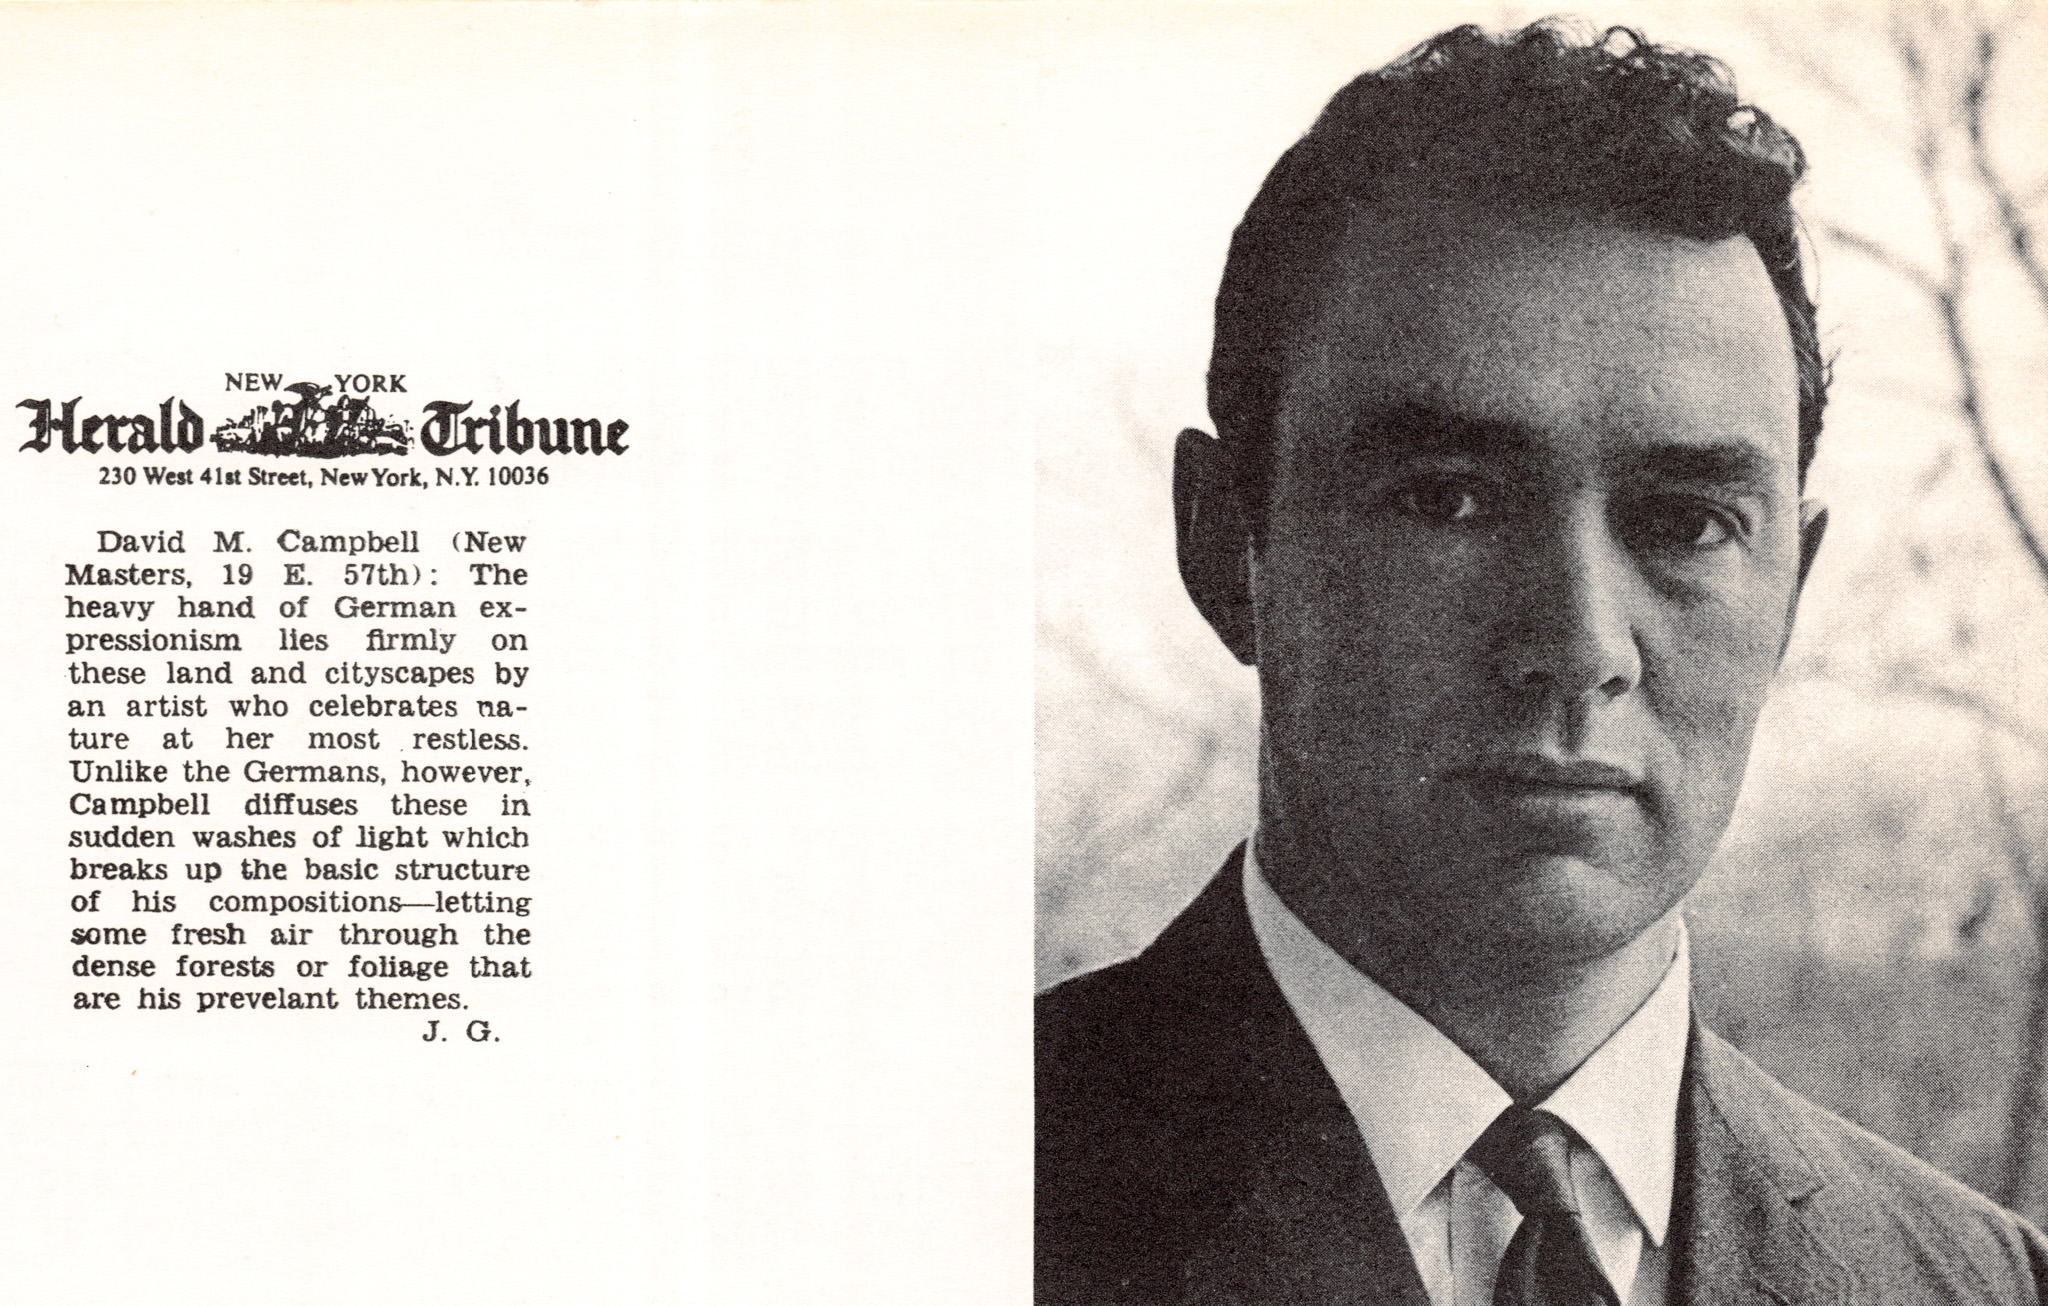 NEW YORK
Herald Tribune
230 West 41st Street, New York, N.Y. 10036
David M. Campbell (New
Masters, 19 E. 57th): The
heavy hand of German ex-
pressionism lies firmly on
these land and cityscapes by
an artist who celebrates na-
ture at her most restless.
Unlike the Germans, however,
Campbell diffuses these in
sudden washes of light which
breaks up the basic structure
of his compositions—letting
some fresh air through the
dense forests or foliage that
are his prevelant themes.
J. G.